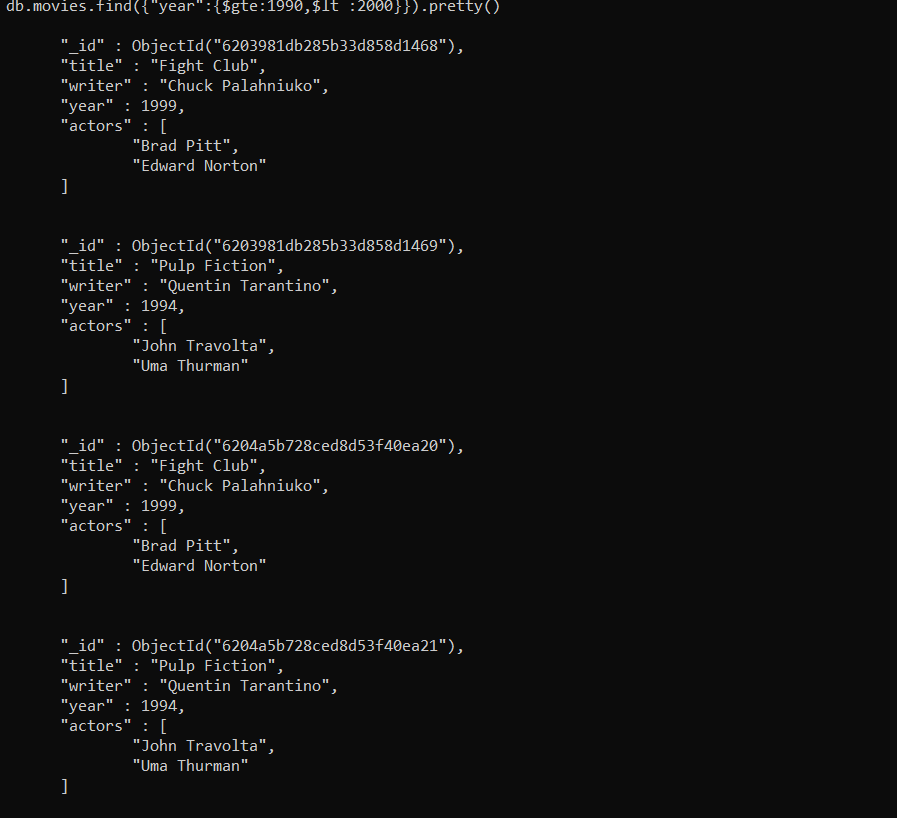 db.movies.find({"year":{$gte:1990,$lt :2000}}).pretty()
"_id" : ObjectId("6203981db285b33d858d1468"),
"title" : "Fight Club",
"writer" : "Chuck Palahniuko",
"year" : 1999,
"actors" : [
"Brad Pitt",
"Edward Norton"
]
"_id" : ObjectId("6203981db285b33d858d1469"),
"title" : "Pulp Fiction",
"writer" : "Quentin Tarantino",
"year" : 1994,
"actors" : [
"John Travolta",
"Uma Thurman"
]
"_id" : ObjectId("6204a5b728ced8d53f40ea20"),
"title" : "Fight Club",
"writer" : "Chuck Palahniuko",
"year" : 1999,
"actors" : [
"Brad Pitt",
"Edward Norton"
]
"_id" : ObjectId("6204a5b728ced8d53f40ea21"),
"title" : "Pulp Fiction",
"writer" : "Quentin Tarantino",
"year" : 1994,
"actors" : [
"John Travolta",
"Uma Thurman"
]